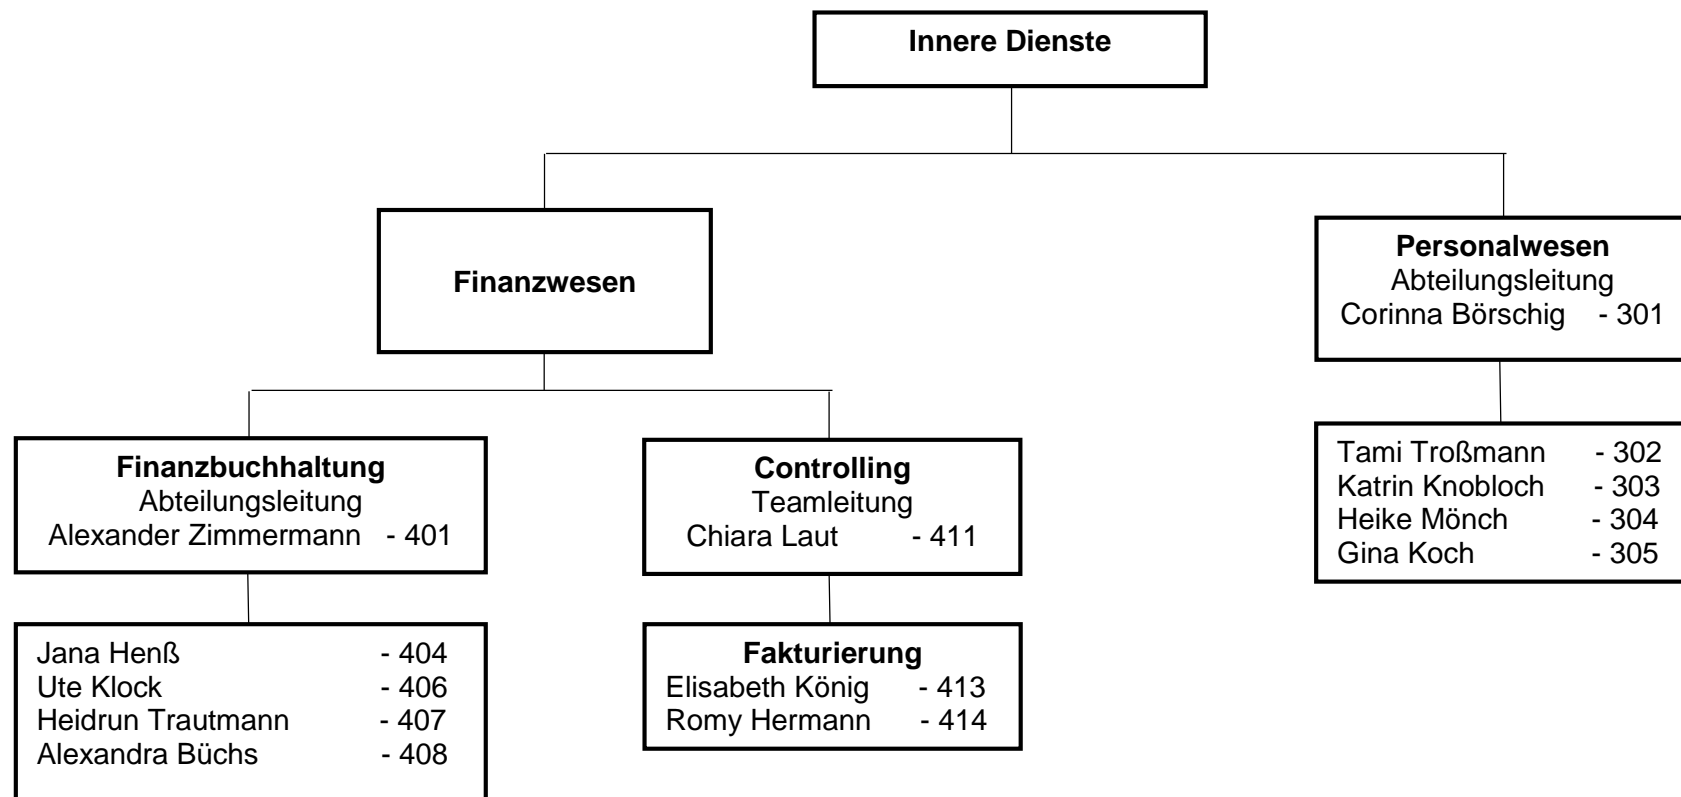 Innere Dienste
Finanzwesen
Personalwesen
Abteilungsleitung
Corinna Börschig - 301
Finanzbuchhaltung
Abteilungsleitung
Alexander Zimmermann - 401
Controlling
Teamleitung
Chiara Laut - 411
Tami Troßmann - 302
Katrin Knobloch - 303
Heike Mönch - 304
Gina Koch - 305
Jana Henß - 404
Ute Klock - 406
Heidrun Trautmann - 407
Alexandra Büchs - 408
Fakturierung
Elisabeth König - 413
Romy Hermann - 414